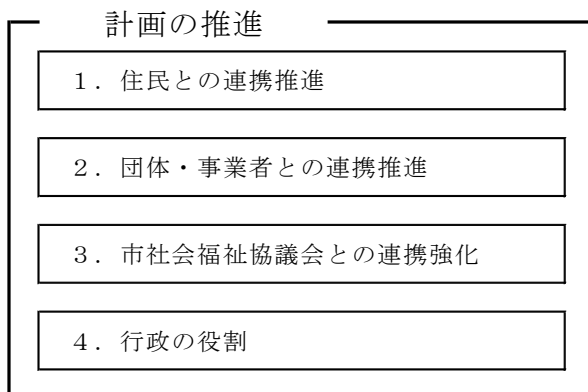 計画の推進
１．住民との連携推進
２．団体・事業者との連携推進
３．市社会福祉協議会との連携強化
４．行政の役割